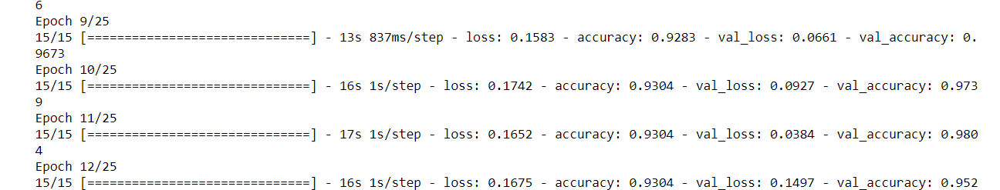 6
Epoch 9/25
15/15 [==============================] - 13s 837ms/step - loss: 0.1583 - accuracy: 0.9283 - val_loss: 0.0661 - val_accuracy: 0.
9673
Epoch 10/25
15/15 [==============================] - 16s 1s/step - loss: 0.1742 - accuracy: 0.9304 - val_loss: 0.0927 - val_accuracy: 0.973
9
Epoch 11/25
15/15 [==============================] - 17s 1s/step - loss: 0.1652 - accuracy: 0.9304 - val_loss: 0.0384 - val_accuracy: 0.980
4
Epoch 12/25
15/15 [==============================] - 16s 1s/step - loss: 0.1675 - accuracy: 0.9304 - val_loss: 0.1497 - val_accuracy: 0.952